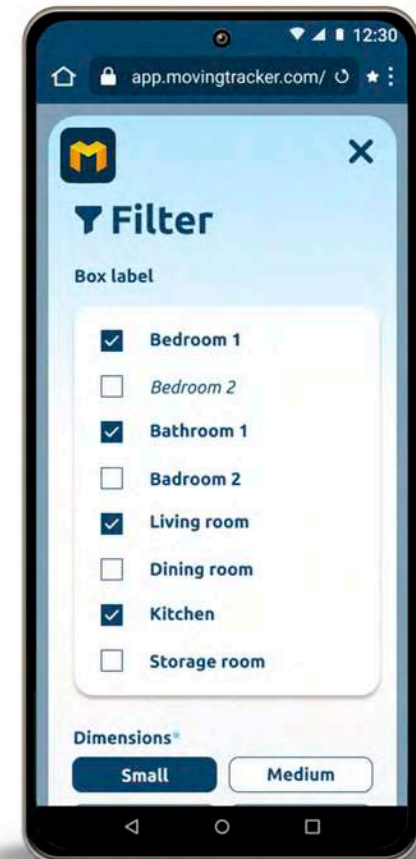 12:30
app.movingtracker.com/
Filter
Box label
Bedroom 1
Bedroom 2
Bathroom 1
Badroom 2
Living room
Dining room
Kitchen
Storage room
Dimensions*
Small Medium